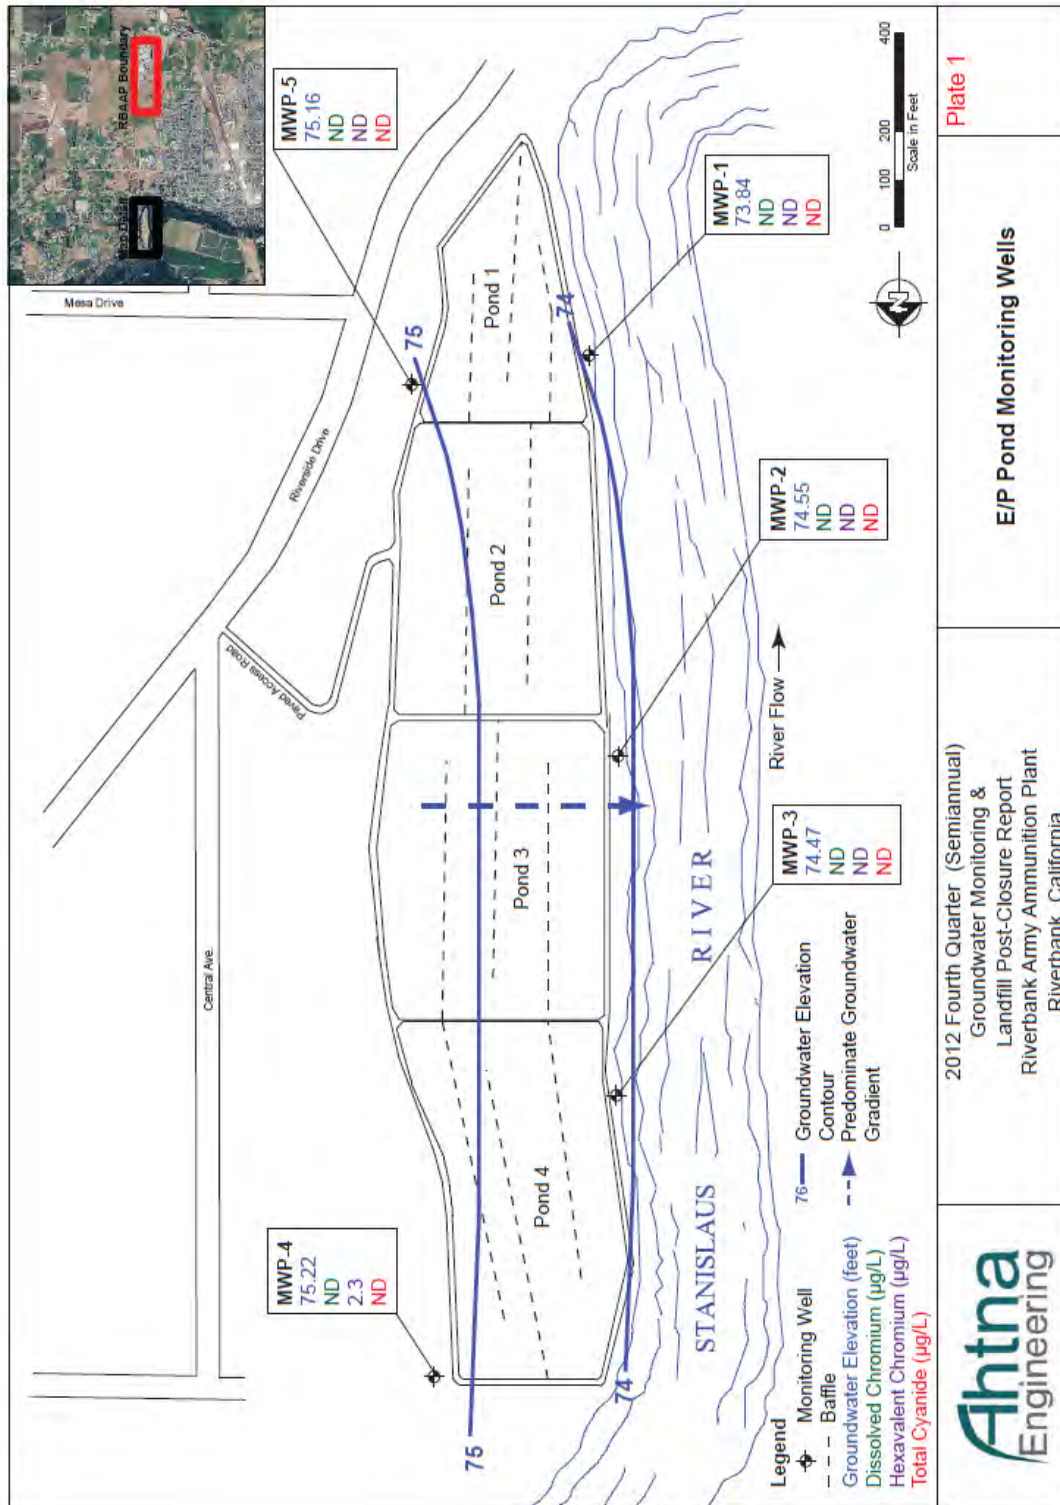 RBAAP Boundary
Mesa Drive
Riverside Drive
Paved Access Road
Central Ave.
MWP-5
75.16
ND
ND
ND
MWP-4
75.22
ND
2.3
ND
75
75
Pond 1
Pond 2
Pond 3
Pond 4
74
74
MWP-1
73.84
ND
ND
ND
MWP-2
74.55
ND
ND
ND
MWP-3
74.47
ND
ND
ND
STANISLAUS RIVER
River Flow
Legend
Monitoring Well
Baffle
Groundwater Elevation (feet)
Dissolved Chromium (µg/L)
Hexavalent Chromium (µg/L)
Total Cyanide (µg/L)
76
Groundwater Elevation
Contour
Predominate Groundwater
Gradient
N
0 100 200 400
Scale in Feet
Ahtna
Engineering
2012 Fourth Quarter (Semiannual)
Groundwater Monitoring &
Landfill Post-Closure Report
Riverbank Army Ammunition Plant
Riverbank, California
E/P Pond Monitoring Wells
Plate 1